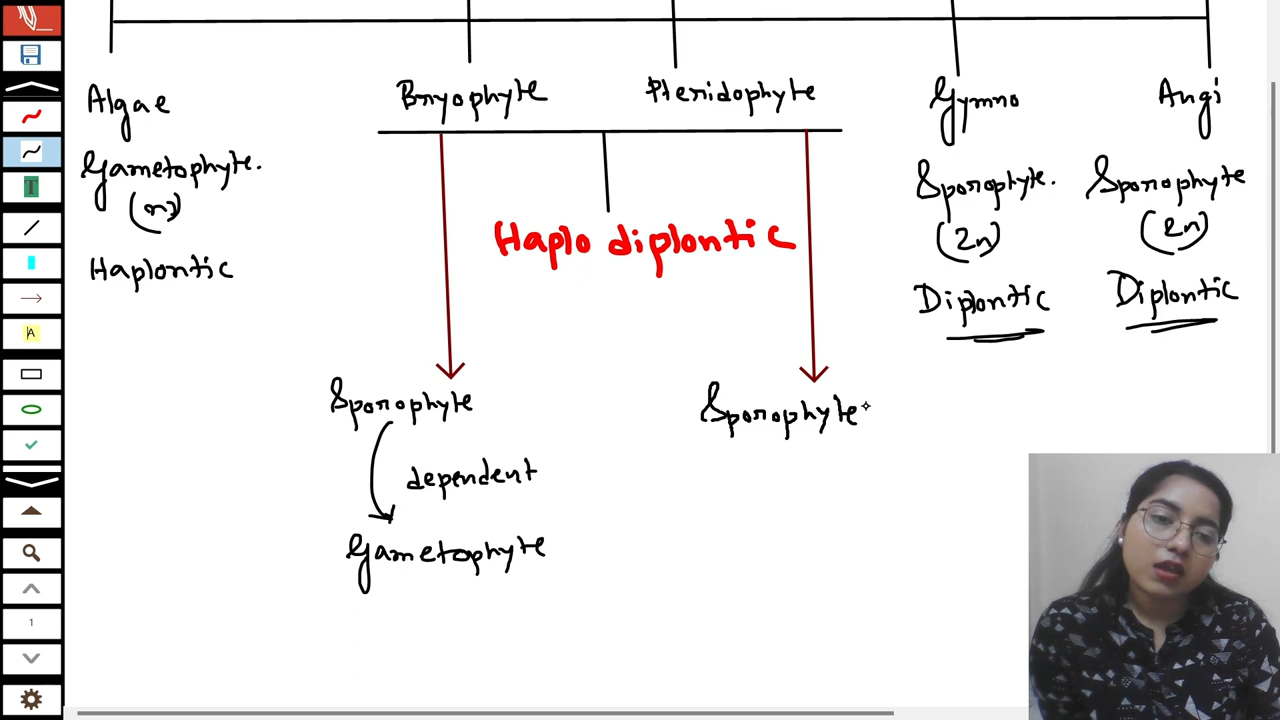 Algae
Bryophyte
Pteridophyte
Gymno
Angi
Gametophyte.
(n)
Haplontic
Haplo diplontic
Sporophyte.
(2n)
Diplontic
Sporophyte
(2n)
Diplontic
Sporophyte
dependent
Gametophyte
Sporophyte
T
A
1